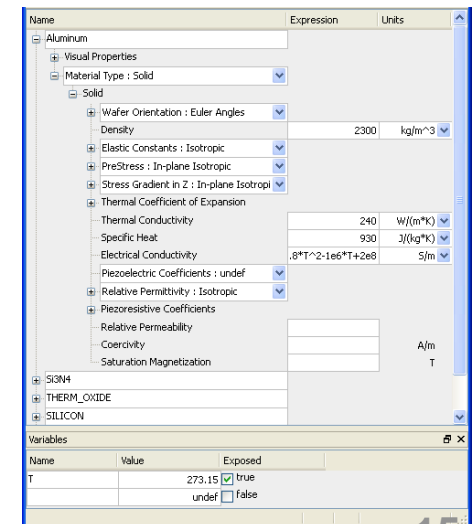 Name Expression Units
Aluminum
Visual Properties
Material Type : Solid
Solid
Wafer Orientation : Euler Angles
Density 2300 kg/m^3
Elastic Constants : Isotropic
PreStress : In-plane Isotropic
Stress Gradient in Z : In-plane Isotropi
Thermal Coefficient of Expansion
Thermal Conductivity 240 W/(m*K)
Specific Heat 930 J/(kg*K)
Electrical Conductivity .8*T^2-1e6*T+2e8 S/m
Piezoelectric Coefficients : undef
Relative Permittivity : Isotropic
Piezoresistive Coefficients
Relative Permeability
Coercivity A/m
Saturation Magnetization T
Si3N4
THERM_OXIDE
SILICON
Variables
Name Value Exposed
T 273.15 true
undef false